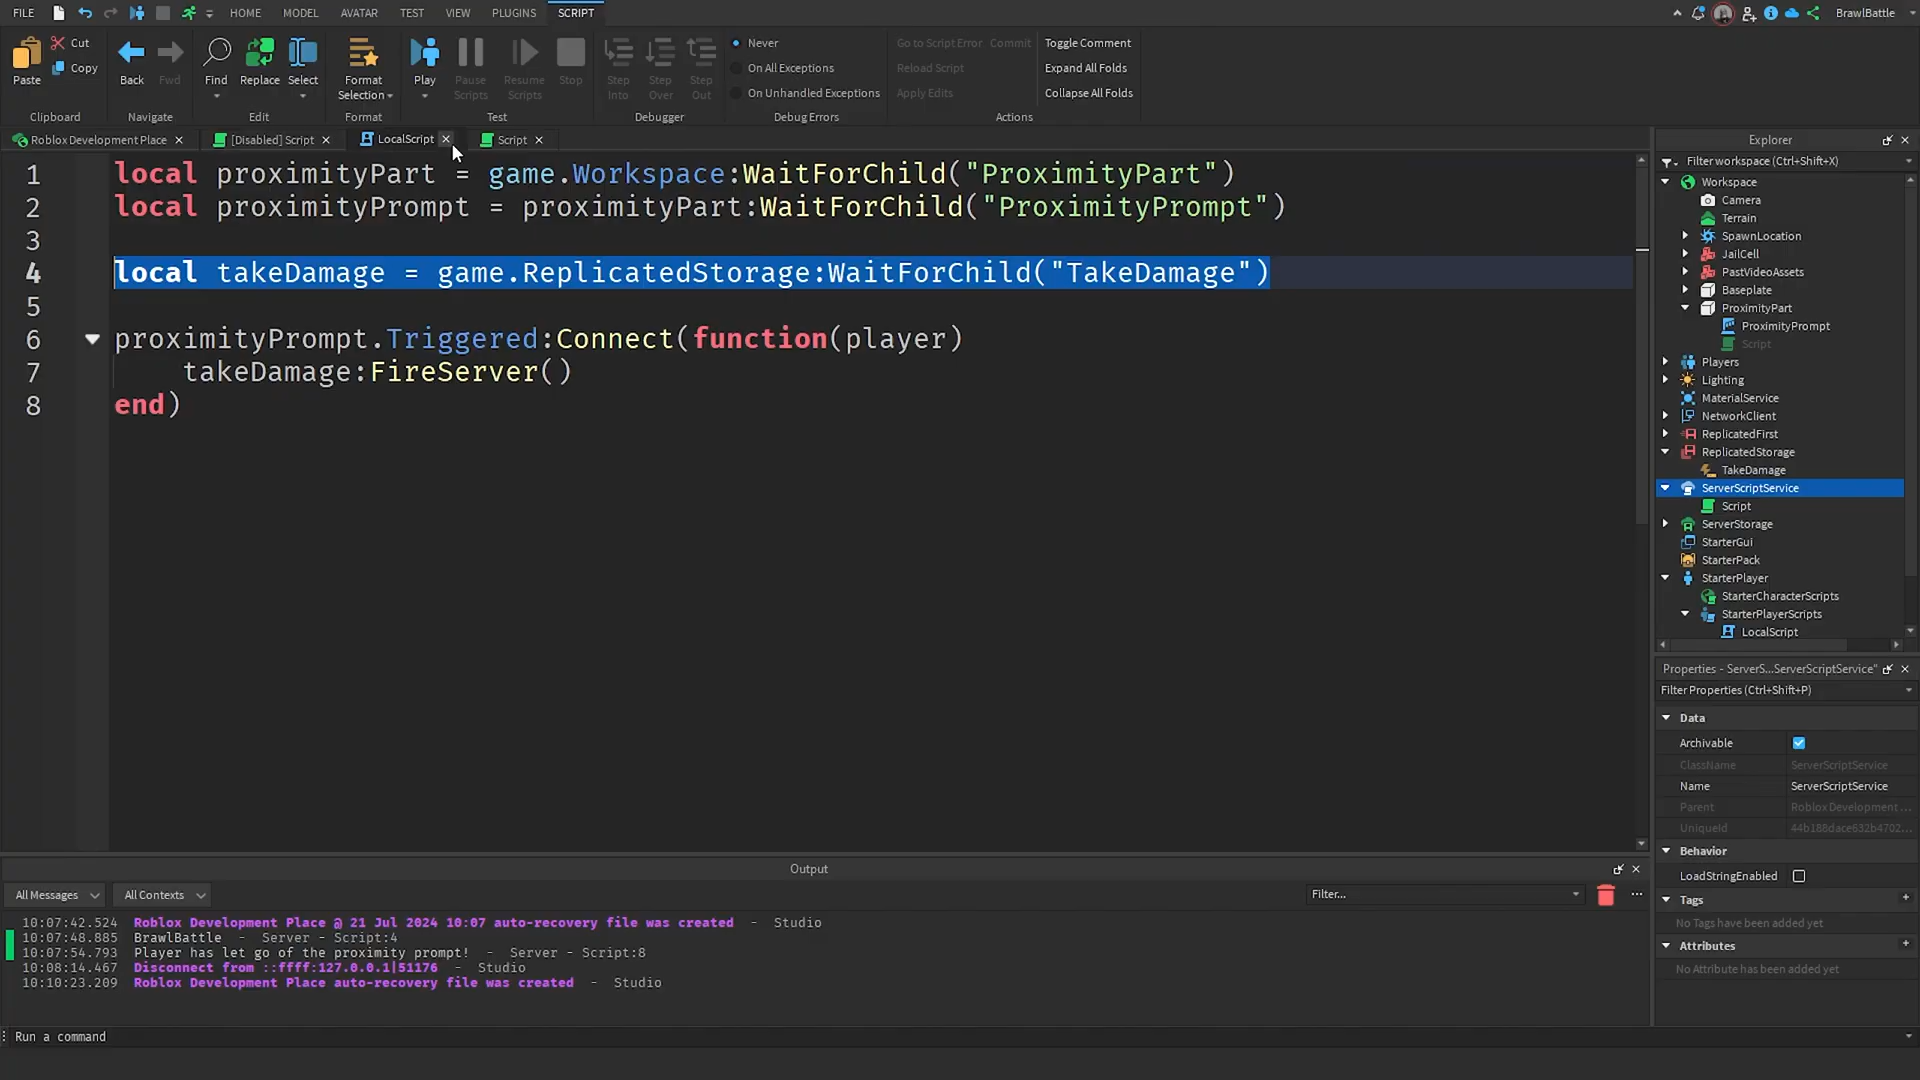 FILE HOME MODEL AVATAR TEST VIEW PLUGINS SCRIPT BrawlBattle
Paste Cut Copy Clipboard
Back Fwd Navigate
Find Replace Select Edit
Format Selection Format
Play Pause Scripts Resume Scripts Stop Test
Step Into Step Over Step Out Debugger
Never
On All Exceptions
On Unhandled Exceptions
Debug Errors
Go to Script Error Commit
Reload Script
Apply Edits
Toggle Comment
Expand All Folds
Collapse All Folds
Actions
Roblox Development Place [Disabled] Script LocalScript Script
1 local proximityPart = game.Workspace:WaitForChild("ProximityPart")
2 local proximityPrompt = proximityPart:WaitForChild("ProximityPrompt")
3
4 local takeDamage = game.ReplicatedStorage:WaitForChild("TakeDamage")
5
6 proximityPrompt.Triggered:Connect(function(player)
7 takeDamage:FireServer()
8 end)
Explorer
Filter workspace (Ctrl+Shift+X)
Workspace
Camera
Terrain
SpawnLocation
JailCell
PastVideoAssets
Baseplate
ProximityPart
ProximityPrompt
Script
Players
Lighting
MaterialService
NetworkClient
ReplicatedFirst
ReplicatedStorage
TakeDamage
ServerScriptService
Script
ServerStorage
StarterGui
StarterPack
StarterPlayer
StarterCharacterScripts
StarterPlayerScripts
LocalScript
Properties - ServerS...ServerScriptService"
Filter Properties (Ctrl+Shift+P)
Data
Archivable
ClassName ServerScriptService
Name ServerScriptService
Parent Roblox Development ...
UniqueId 44b188dace632b4702...
Behavior
LoadStringEnabled
Tags +
No Tags have been added yet
Attributes +
No Attribute has been added yet
Output
All Messages All Contexts Filter... ...
10:07:42.524 Roblox Development Place @ 21 Jul 2024 10:07 auto-recovery file was created - Studio
10:07:48.885 BrawlBattle - Server - Script:4
10:07:54.793 Player has let go of the proximity prompt! - Server - Script:8
10:08:14.467 Disconnect from ::ffff:127.0.0.1|51176 - Studio
10:10:23.209 Roblox Development Place auto-recovery file was created - Studio
Run a command